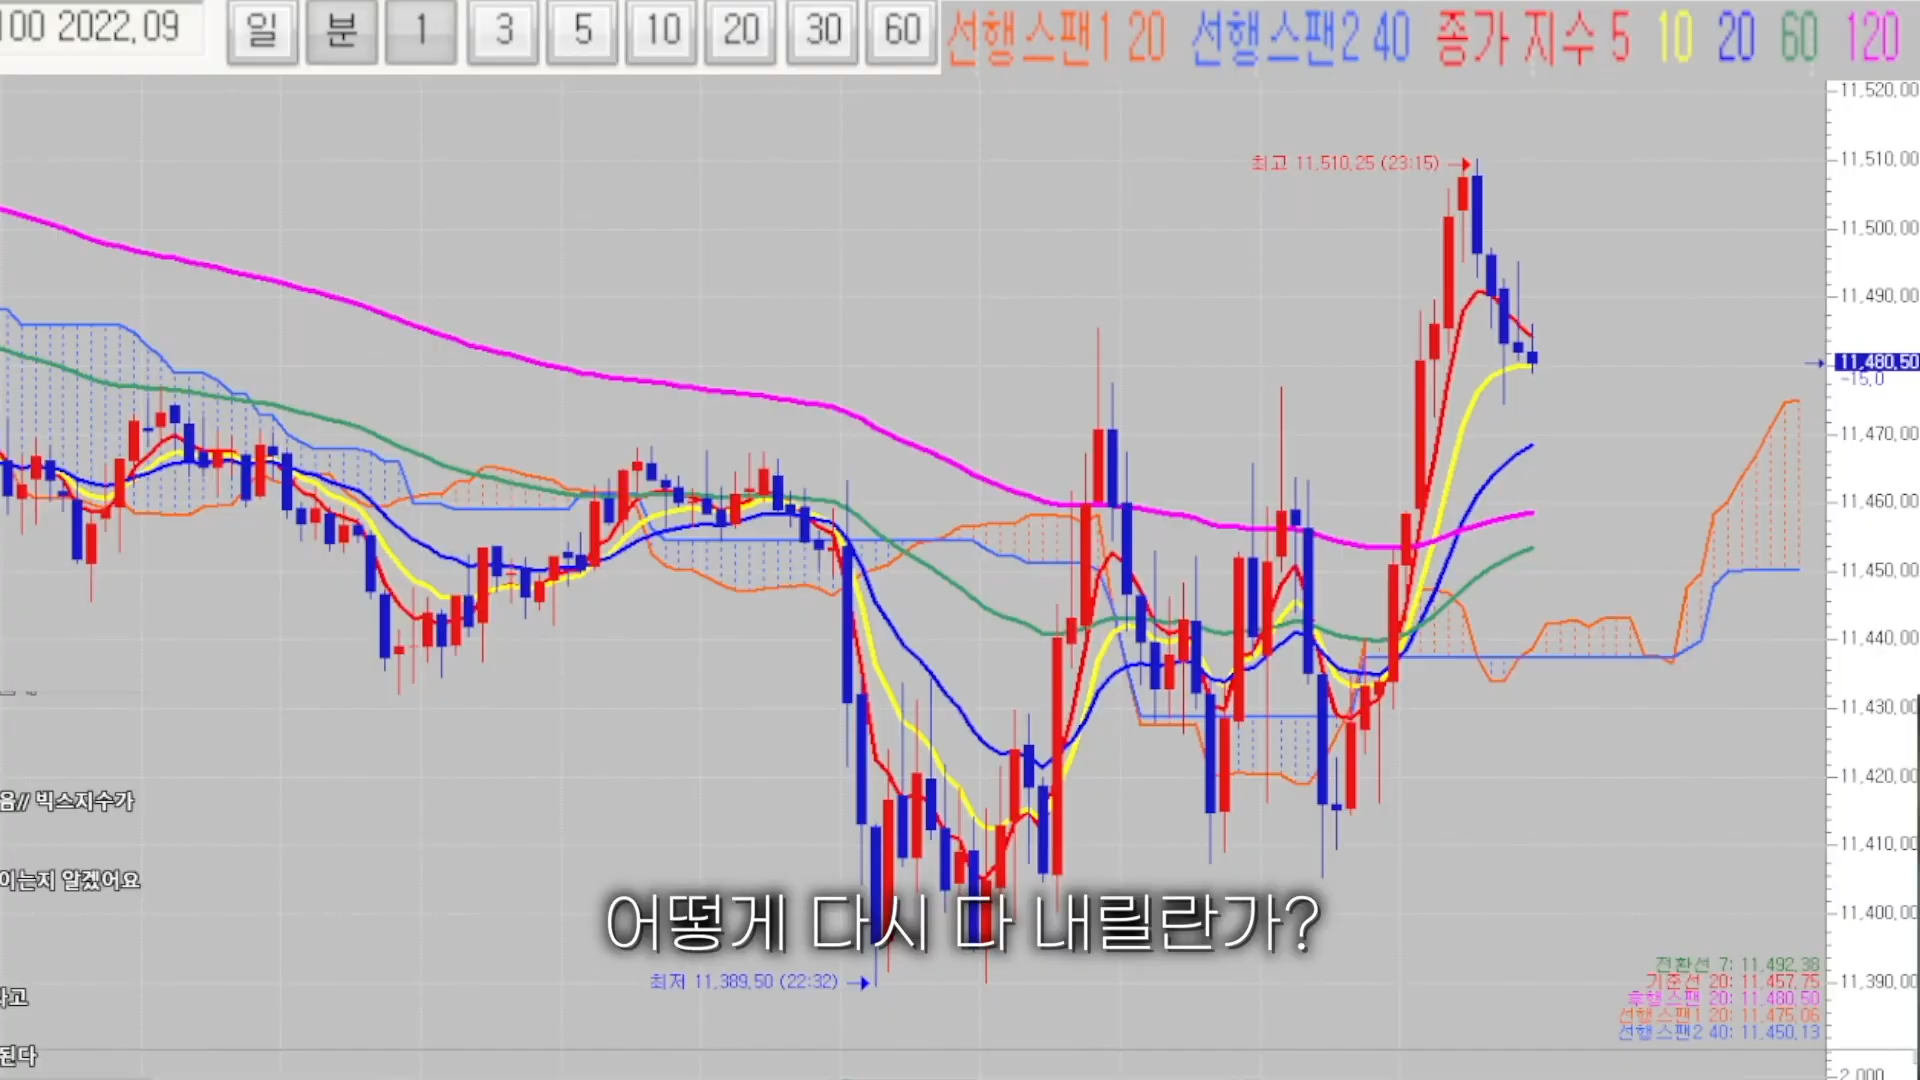 100 2022,09 일 분 1 3 5 10 20 30 60 선행스팬1 20 선행스팬2 40 종가 지수 5 10 20 60 120
11,520,00
최고 11,510,25 (23:15)
11,510,00
11,500,00
11,490,00
11,480,50
-15,0
11,470,00
11,460,00
11,450,00
11,440,00
11,430,00
11,420,00
음// 빅스지수가
11,410,00
이는지 알겠어요
11,400,00
어떻게 다시 다 내릴란가?
최저 11,389,50 (22:32)
11,390,00
전환선 7: 11,492,38
기준선 20: 11,457,75
후행스팬 20: 11,480,50
선행스팬1 20: 11,475,06
선행스팬2 40: 11,450,13
라고
된다
2,000